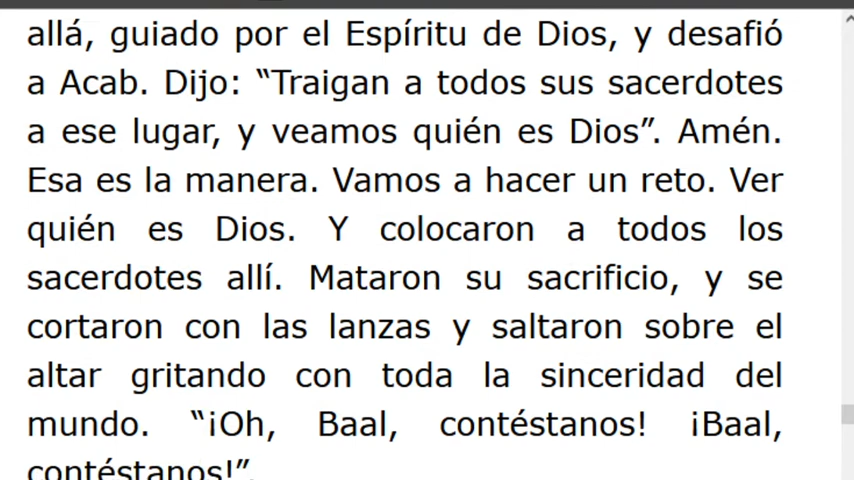 allá, guiado por el Espíritu de Dios, y desafió
a Acab. Dijo: “Traigan a todos sus sacerdotes
a ese lugar, y veamos quién es Dios”. Amén.
Esa es la manera. Vamos a hacer un reto. Ver
quién es Dios. Y colocaron a todos los
sacerdotes allí. Mataron su sacrificio, y se
cortaron con las lanzas y saltaron sobre el
altar gritando con toda la sinceridad del
mundo. “¡Oh, Baal, contéstanos! ¡Baal,
contéstanos!”.